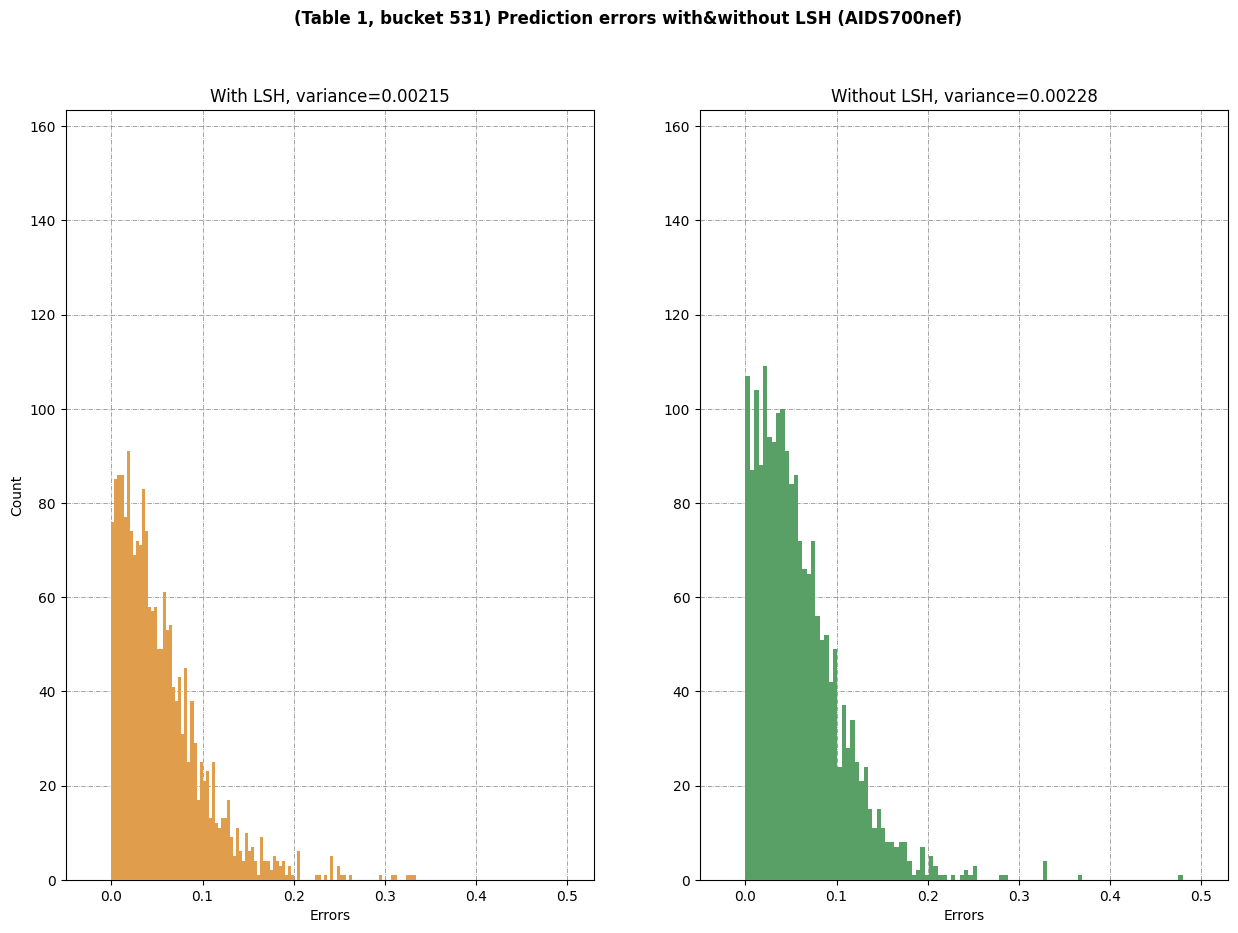 (Table 1, bucket 531) Prediction errors with&without LSH (AIDS700nef)
With LSH, variance=0.00215
160
140
120
100
80
60
40
20
0
Count
0.0 0.1 0.2 0.3 0.4 0.5
Errors
Without LSH, variance=0.00228
160
140
120
100
80
60
40
20
0
0.0 0.1 0.2 0.3 0.4 0.5
Errors